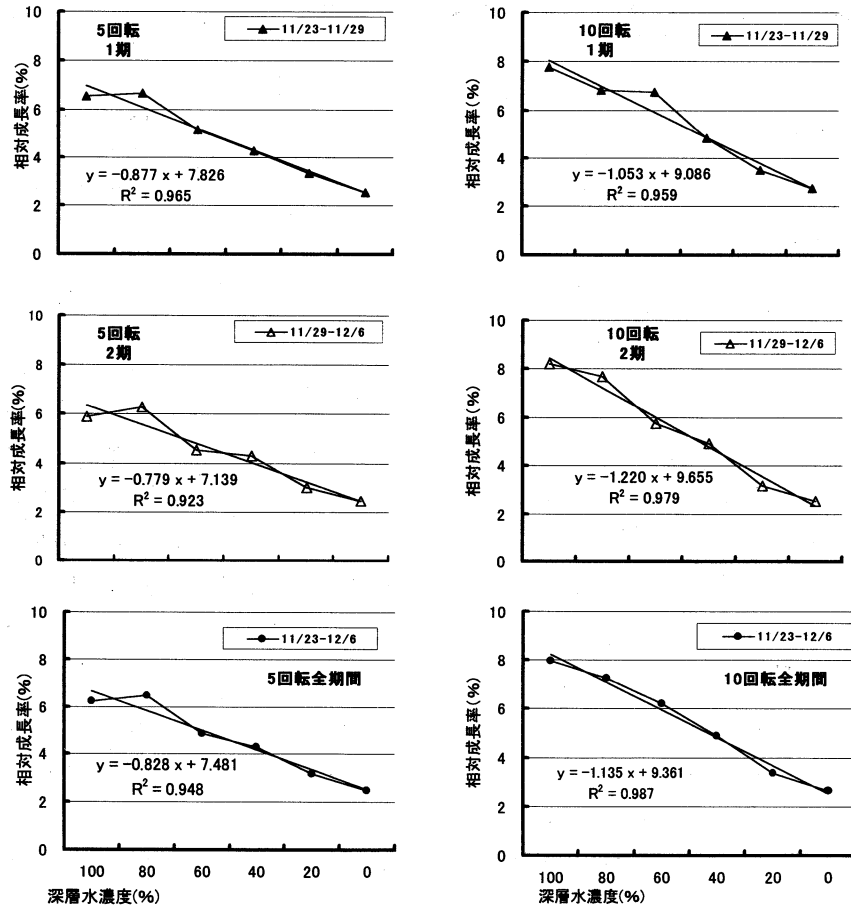 10
8
6
4
2
0
相対成長率(%)
5回転
1期
11/23-11/29
y = -0.877 x + 7.826
R² = 0.965
10
8
6
4
2
0
相対成長率(%)
10回転
1期
11/23-11/29
y = -1.053 x + 9.086
R² = 0.959
10
8
6
4
2
0
相対成長率(%)
5回転
2期
11/29-12/6
y = -0.779 x + 7.139
R² = 0.923
10
8
6
4
2
0
相対成長率(%)
10回転
2期
11/29-12/6
y = -1.220 x + 9.655
R² = 0.979
10
8
6
4
2
0
相対成長率(%)
11/23-12/6
5回転全期間
y = -0.828 x + 7.481
R² = 0.948
100 80 60 40 20 0
深層水濃度(%)
10
8
6
4
2
0
相対成長率(%)
11/23-12/6
10回転全期間
y = -1.135 x + 9.361
R² = 0.987
100 80 60 40 20 0
深層水濃度(%)